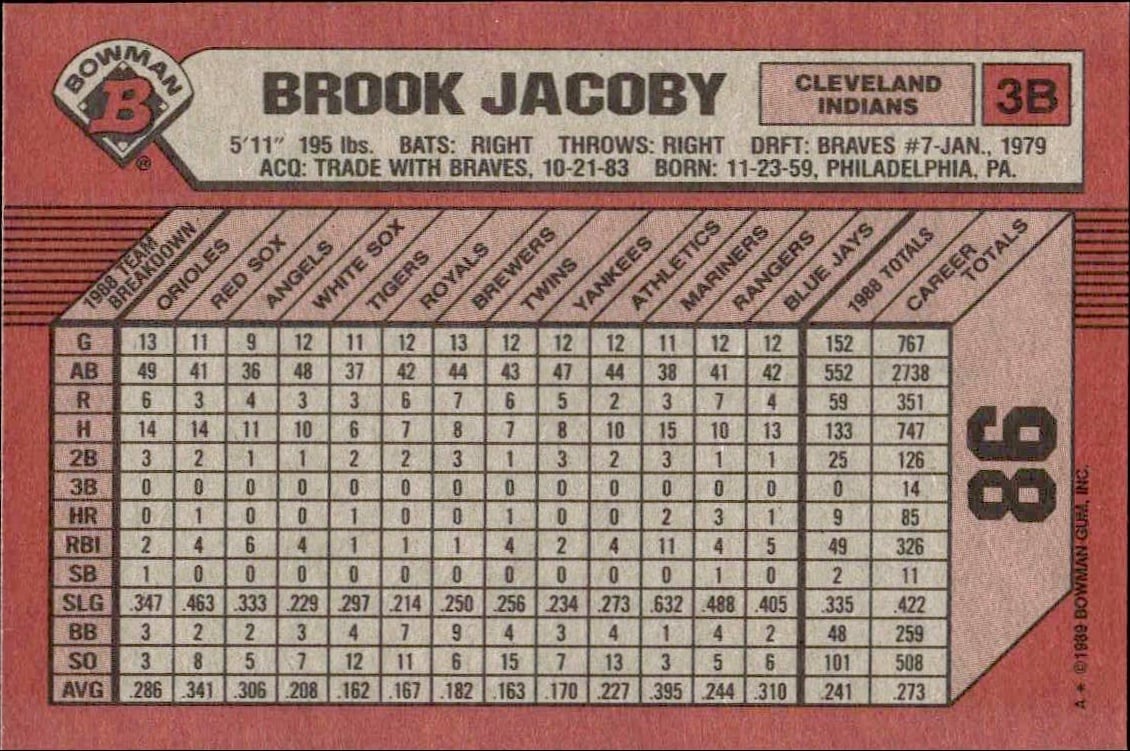 BOWMAN
B
®
BROOK JACOBY
CLEVELAND
INDIANS
3B
5'11" 195 lbs. BATS: RIGHT THROWS: RIGHT DRFT: BRAVES #7-JAN., 1979
ACQ: TRADE WITH BRAVES, 10-21-83 BORN: 11-23-59, PHILADELPHIA, PA.
1988 TEAM
BREAKDOWN
ORIOLES
RED SOX
ANGELS
WHITE SOX
TIGERS
ROYALS
BREWERS
TWINS
YANKEES
ATHLETICS
MARINERS
RANGERS
BLUE JAYS
1988 TOTALS
CAREER
TOTALS
G 13 11 9 12 11 12 13 12 12 12 11 12 12 152 767
AB 49 41 36 48 37 42 44 43 47 44 38 41 42 552 2738
R 6 3 4 3 3 6 7 6 5 2 3 7 4 59 351
H 14 14 11 10 6 7 8 7 8 10 15 10 13 133 747
2B 3 2 1 1 2 2 3 1 3 2 3 1 1 25 126
3B 0 0 0 0 0 0 0 0 0 0 0 0 0 0 14
HR 0 1 0 0 1 0 0 1 0 0 2 3 1 9 85
RBI 2 4 6 4 1 1 1 4 2 4 11 4 5 49 326
SB 1 0 0 0 0 0 0 0 0 0 0 1 0 2 11
SLG .347 .463 .333 .229 .297 .214 .250 .256 .234 .273 .632 .488 .405 .335 .422
BB 3 2 2 3 4 7 9 4 3 4 1 4 2 48 259
SO 3 8 5 7 12 11 6 15 7 13 3 5 6 101 508
AVG .286 .341 .306 .208 .162 .167 .182 .163 .170 .227 .395 .244 .310 .241 .273
86
A * ©1989 BOWMAN GUM, INC.